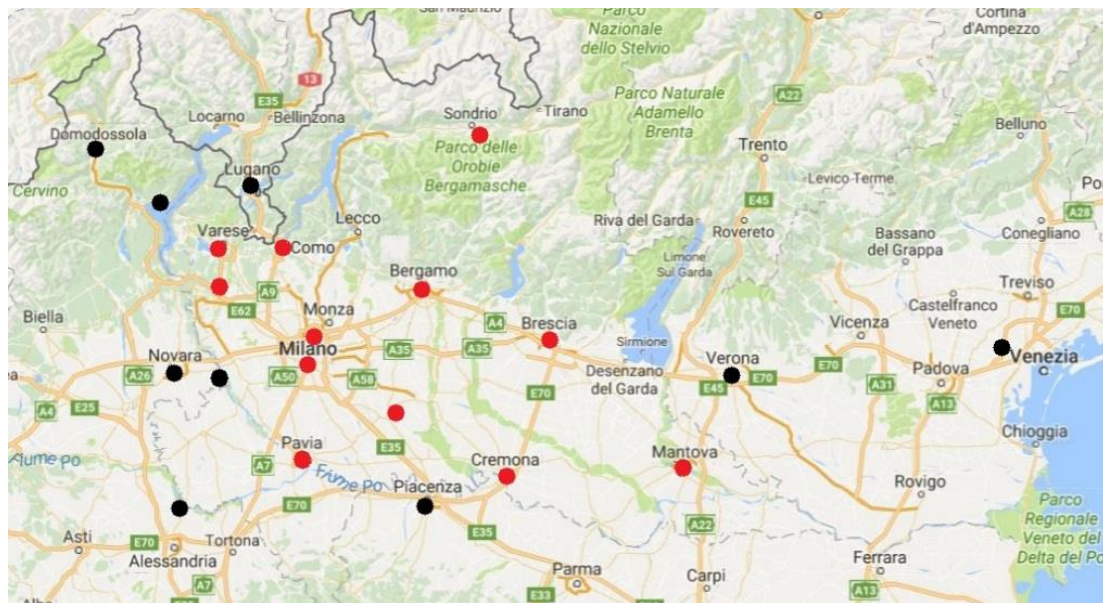 San Maurizio
Parco
Nazionale
dello Stelvio
Cortina
d'Ampezzo
13
E35
A22
Locarno
Bellinzona
Sondrio
Tirano
Parco Naturale
Adamello
Brenta
Domodossola
Parco delle
Orobie
Bergamasche
Trento
Belluno
Cervino
Lugano
Levico Terme
E45
Po
Varese
Como
Lecco
Riva del Garda
Rovereto
Bassano
del Grappa
A28
Conegliano
Bergamo
Limone
Sul Garda
A9
E62
Monza
Treviso
Castelfranco
Veneto
E70
Biella
A4
Brescia
Sirmione
Vicenza
Novara
Milano
A35
A35
Desenzano
del Garda
Verona
E45
E70
Venezia
Padova
A26
A50
A58
A31
A13
A4
E25
E70
Chioggia
Pavia
A7
E35
Fiume Po
Fiume Po
Cremona
Mantova
Piacenza
E70
Rovigo
E35
A22
Parco
Regionale
Veneto del
Delta del Po
Asti
E70
Tortona
Alessandria
A7
Parma
E33
Carpi
Ferrara
A13